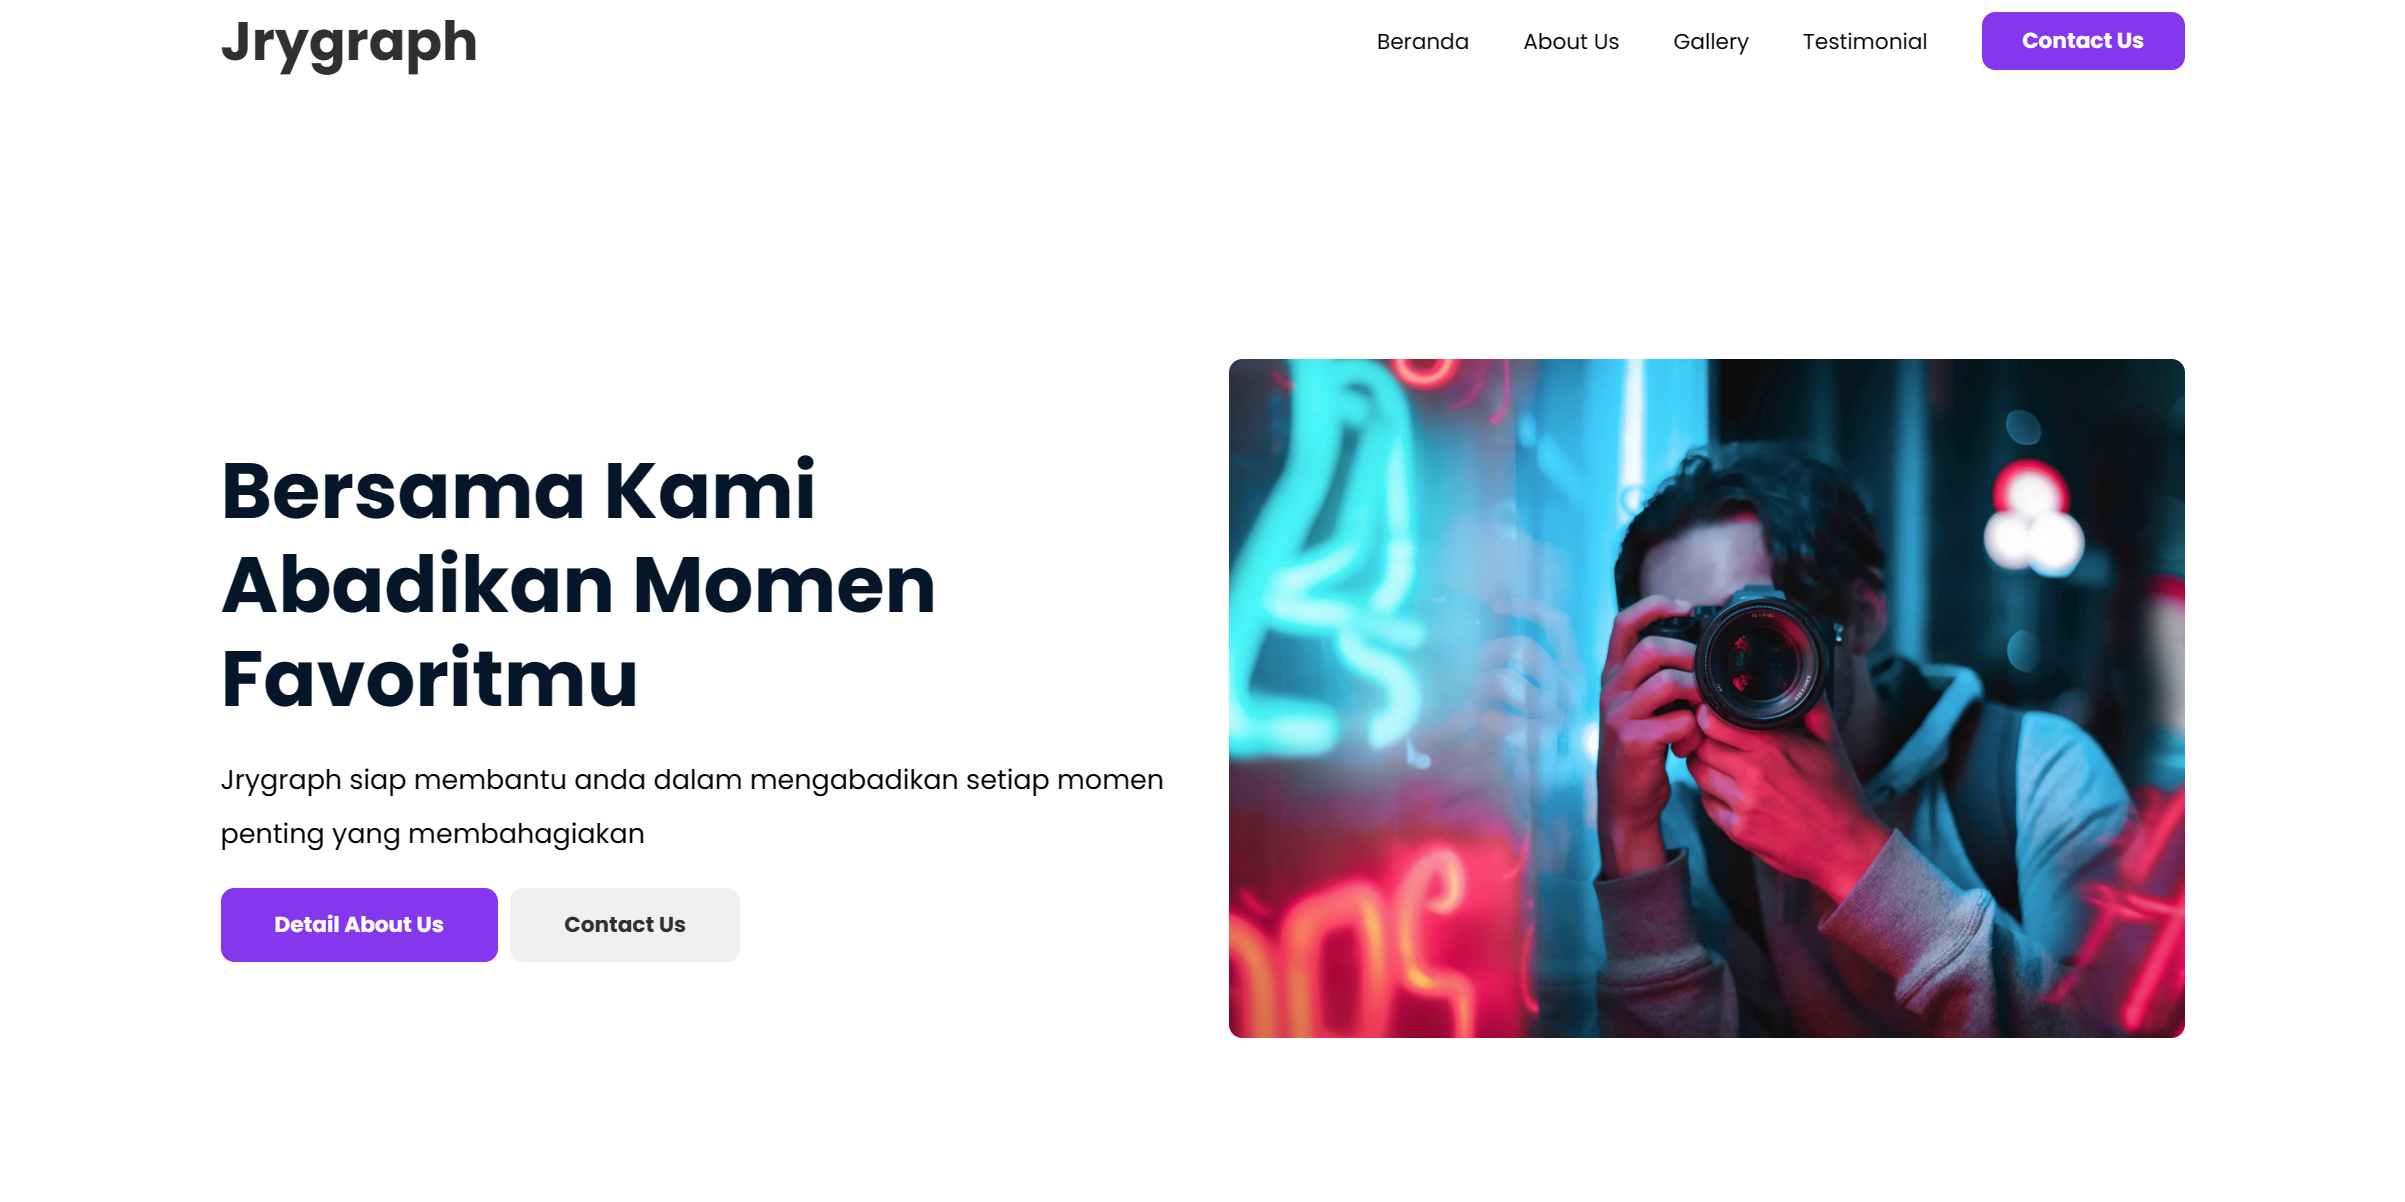 Jrygraph
Beranda About Us Gallery Testimonial Contact Us
Bersama Kami
Abadikan Momen
Favoritmu
Jrygraph siap membantu anda dalam mengabadikan setiap momen
penting yang membahagiakan
Detail About Us Contact Us